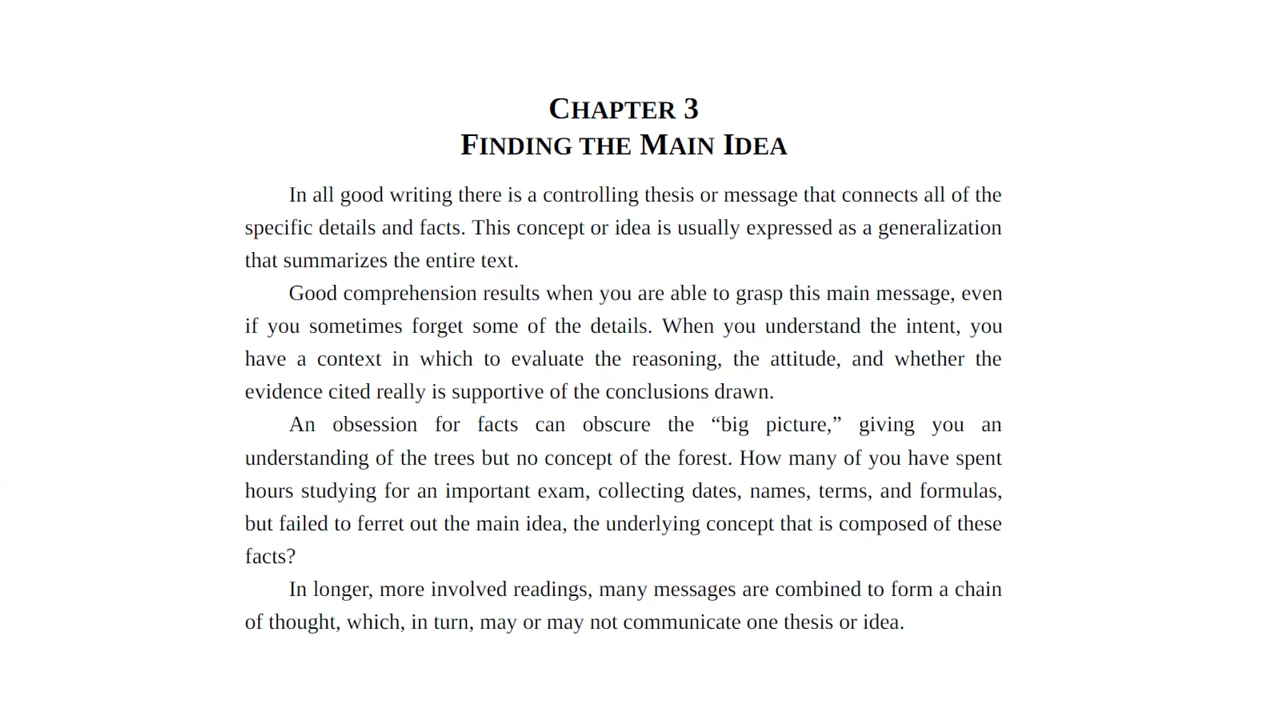 CHAPTER 3
FINDING THE MAIN IDEA
In all good writing there is a controlling thesis or message that connects all of the
specific details and facts. This concept or idea is usually expressed as a generalization
that summarizes the entire text.
Good comprehension results when you are able to grasp this main message, even
if you sometimes forget some of the details. When you understand the intent, you
have a context in which to evaluate the reasoning, the attitude, and whether the
evidence cited really is supportive of the conclusions drawn.
An obsession for facts can obscure the “big picture,” giving you an
understanding of the trees but no concept of the forest. How many of you have spent
hours studying for an important exam, collecting dates, names, terms, and formulas,
but failed to ferret out the main idea, the underlying concept that is composed of these
facts?
In longer, more involved readings, many messages are combined to form a chain
of thought, which, in turn, may or may not communicate one thesis or idea.